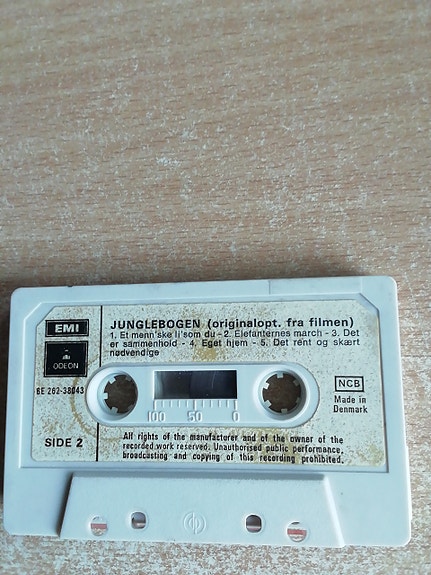 EMI
ODEON
6E 262-38043
SIDE 2
JUNGLEBOGEN (originalopt. fra filmen)
1. Et menn'ske li'som du - 2. Elefanternes march - 3. Det
er sammenhold - 4. Eget hjem - 5. Det rent og skært
nødvendige
100 50 0
NCB
Made in
Denmark
All rights of the manufacturer and of the owner of the
recorded work reserved. Unauthorised public performance,
broadcasting and copying of this recording prohibited.